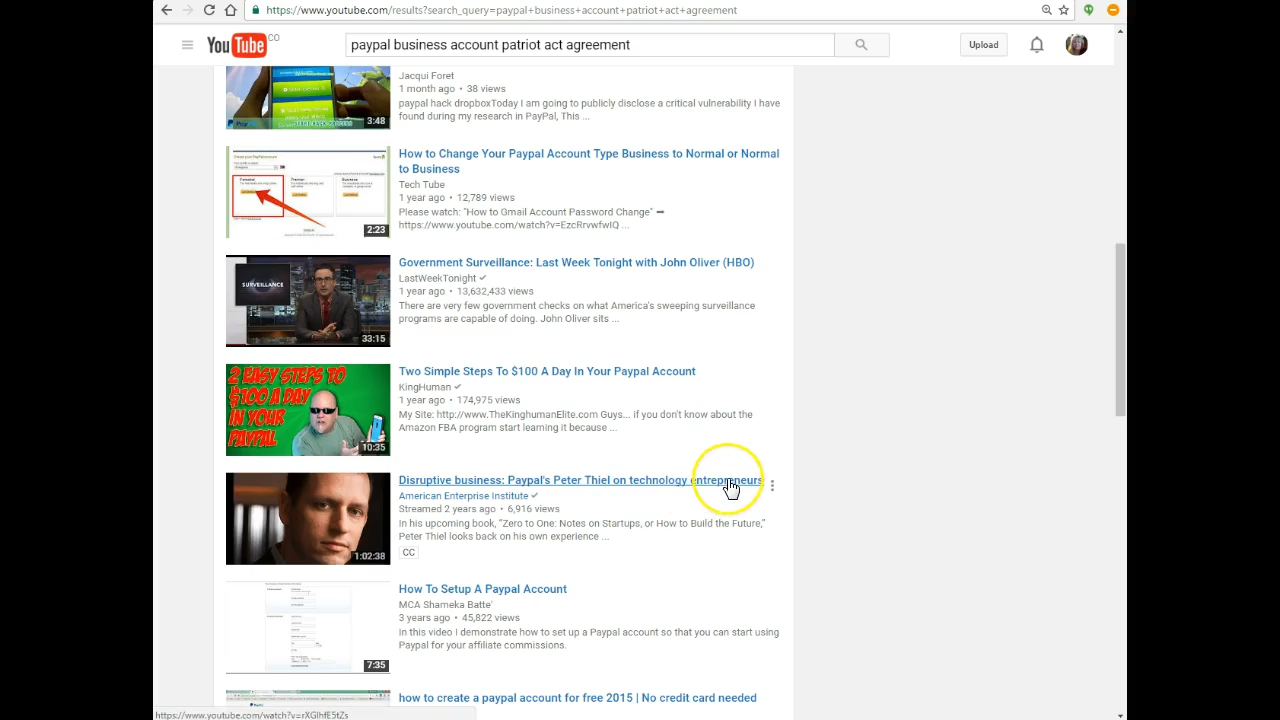 https://www.youtube.com/results?search_query=paypal+business+account+patriot+act+agreement
YouTube CO
paypal business account patriot act agreement
Upload
Jacqui Foret
1 month ago • 38 views
paypal hack dropboxToday I am going to publicly disclose a critical vulnerability I have
found during my research in PayPal, This ...
3:48
How to Change Your Paypal Account Type Business to Normal or Normal
to Business
Tech Tan
1 year ago • 12,789 views
Please watch: "How to Gmail Account Password Change" ➡
2:23
Government Surveillance: Last Week Tonight with John Oliver (HBO)
LastWeekTonight
1 year ago • 13,632,433 views
There are very few government checks on what America's sweeping surveillance
programs are capable of doing. John Oliver sits ...
SURVEILLANCE
33:15
Two Simple Steps To $100 A Day In Your Paypal Account
KingHuman
1 year ago • 174,975 views
My Site: http://www.TheKinghumanElite.com Guys... if you don't know about the
Amazon FBA program start learning it because ...
2 EASY STEPS TO
$100 A DAY
IN YOUR
PAYPAL
10:35
Disruptive business: Paypal's Peter Thiel on technology entrepreneurs
American Enterprise Institute
Streamed 2 years ago • 6,916 views
In his upcoming book, “Zero to One: Notes on Startups, or How to Build the Future,”
Peter Thiel looks back on his own experience ...
CC
1:02:38
How To Setup A Paypal Account
MCA Shameka Batte'
3 years ago • views
In this video I demonstrate how to setup a Paypal account so that you can start using
Paypal for your affiliate commissions.
7:35
how to create a paypal account for free 2015 | No credit card needed
https://www.youtube.com/watch?v=rXGlhfE5tZs